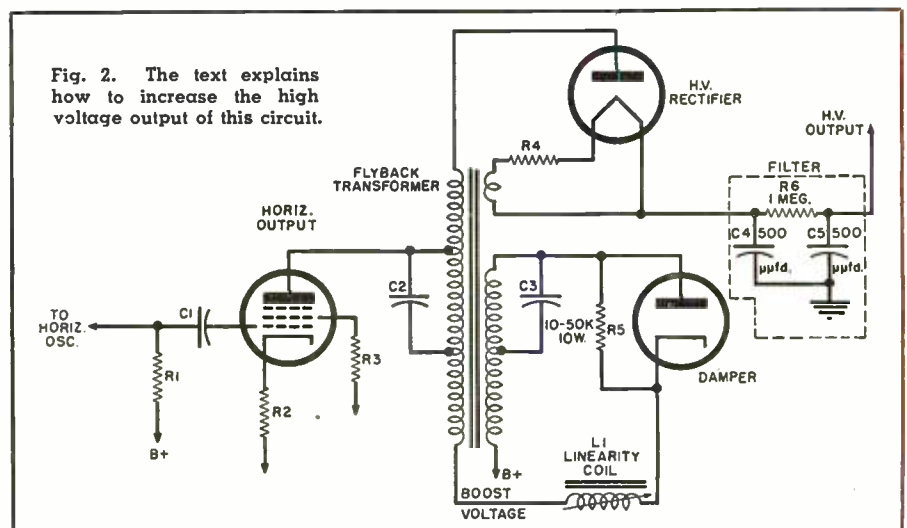 Fig. 2. The text explains
how to increase the high
voltage output of this circuit.
H.V.
RECTIFIER
H.V.
OUTPUT
R4
FILTER
R6
1 MEG.
FLYBACK
TRANSFORMER
HORIZ.
OUTPUT
C4 500
C5 500
μμfd.
μμfd.
C2
C3
TO
HORIZ.
OSC.
C1
10-50K
10W.
R5
R3
DAMPER
R1
R2
B+
L1
LINEARITY
COIL
B+
BOOST
VOLTAGE